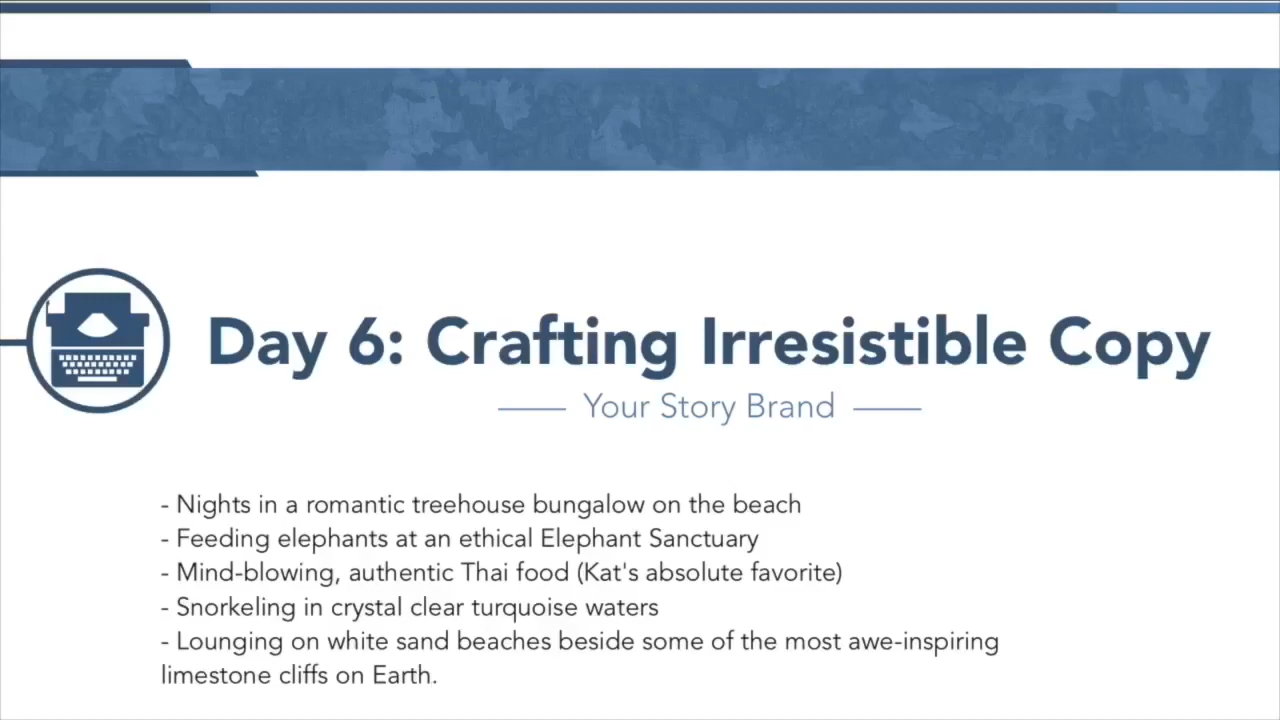 Day 6: Crafting Irresistible Copy
Your Story Brand
- Nights in a romantic treehouse bungalow on the beach
- Feeding elephants at an ethical Elephant Sanctuary
- Mind-blowing, authentic Thai food (Kat's absolute favorite)
- Snorkeling in crystal clear turquoise waters
- Lounging on white sand beaches beside some of the most awe-inspiring
limestone cliffs on Earth.